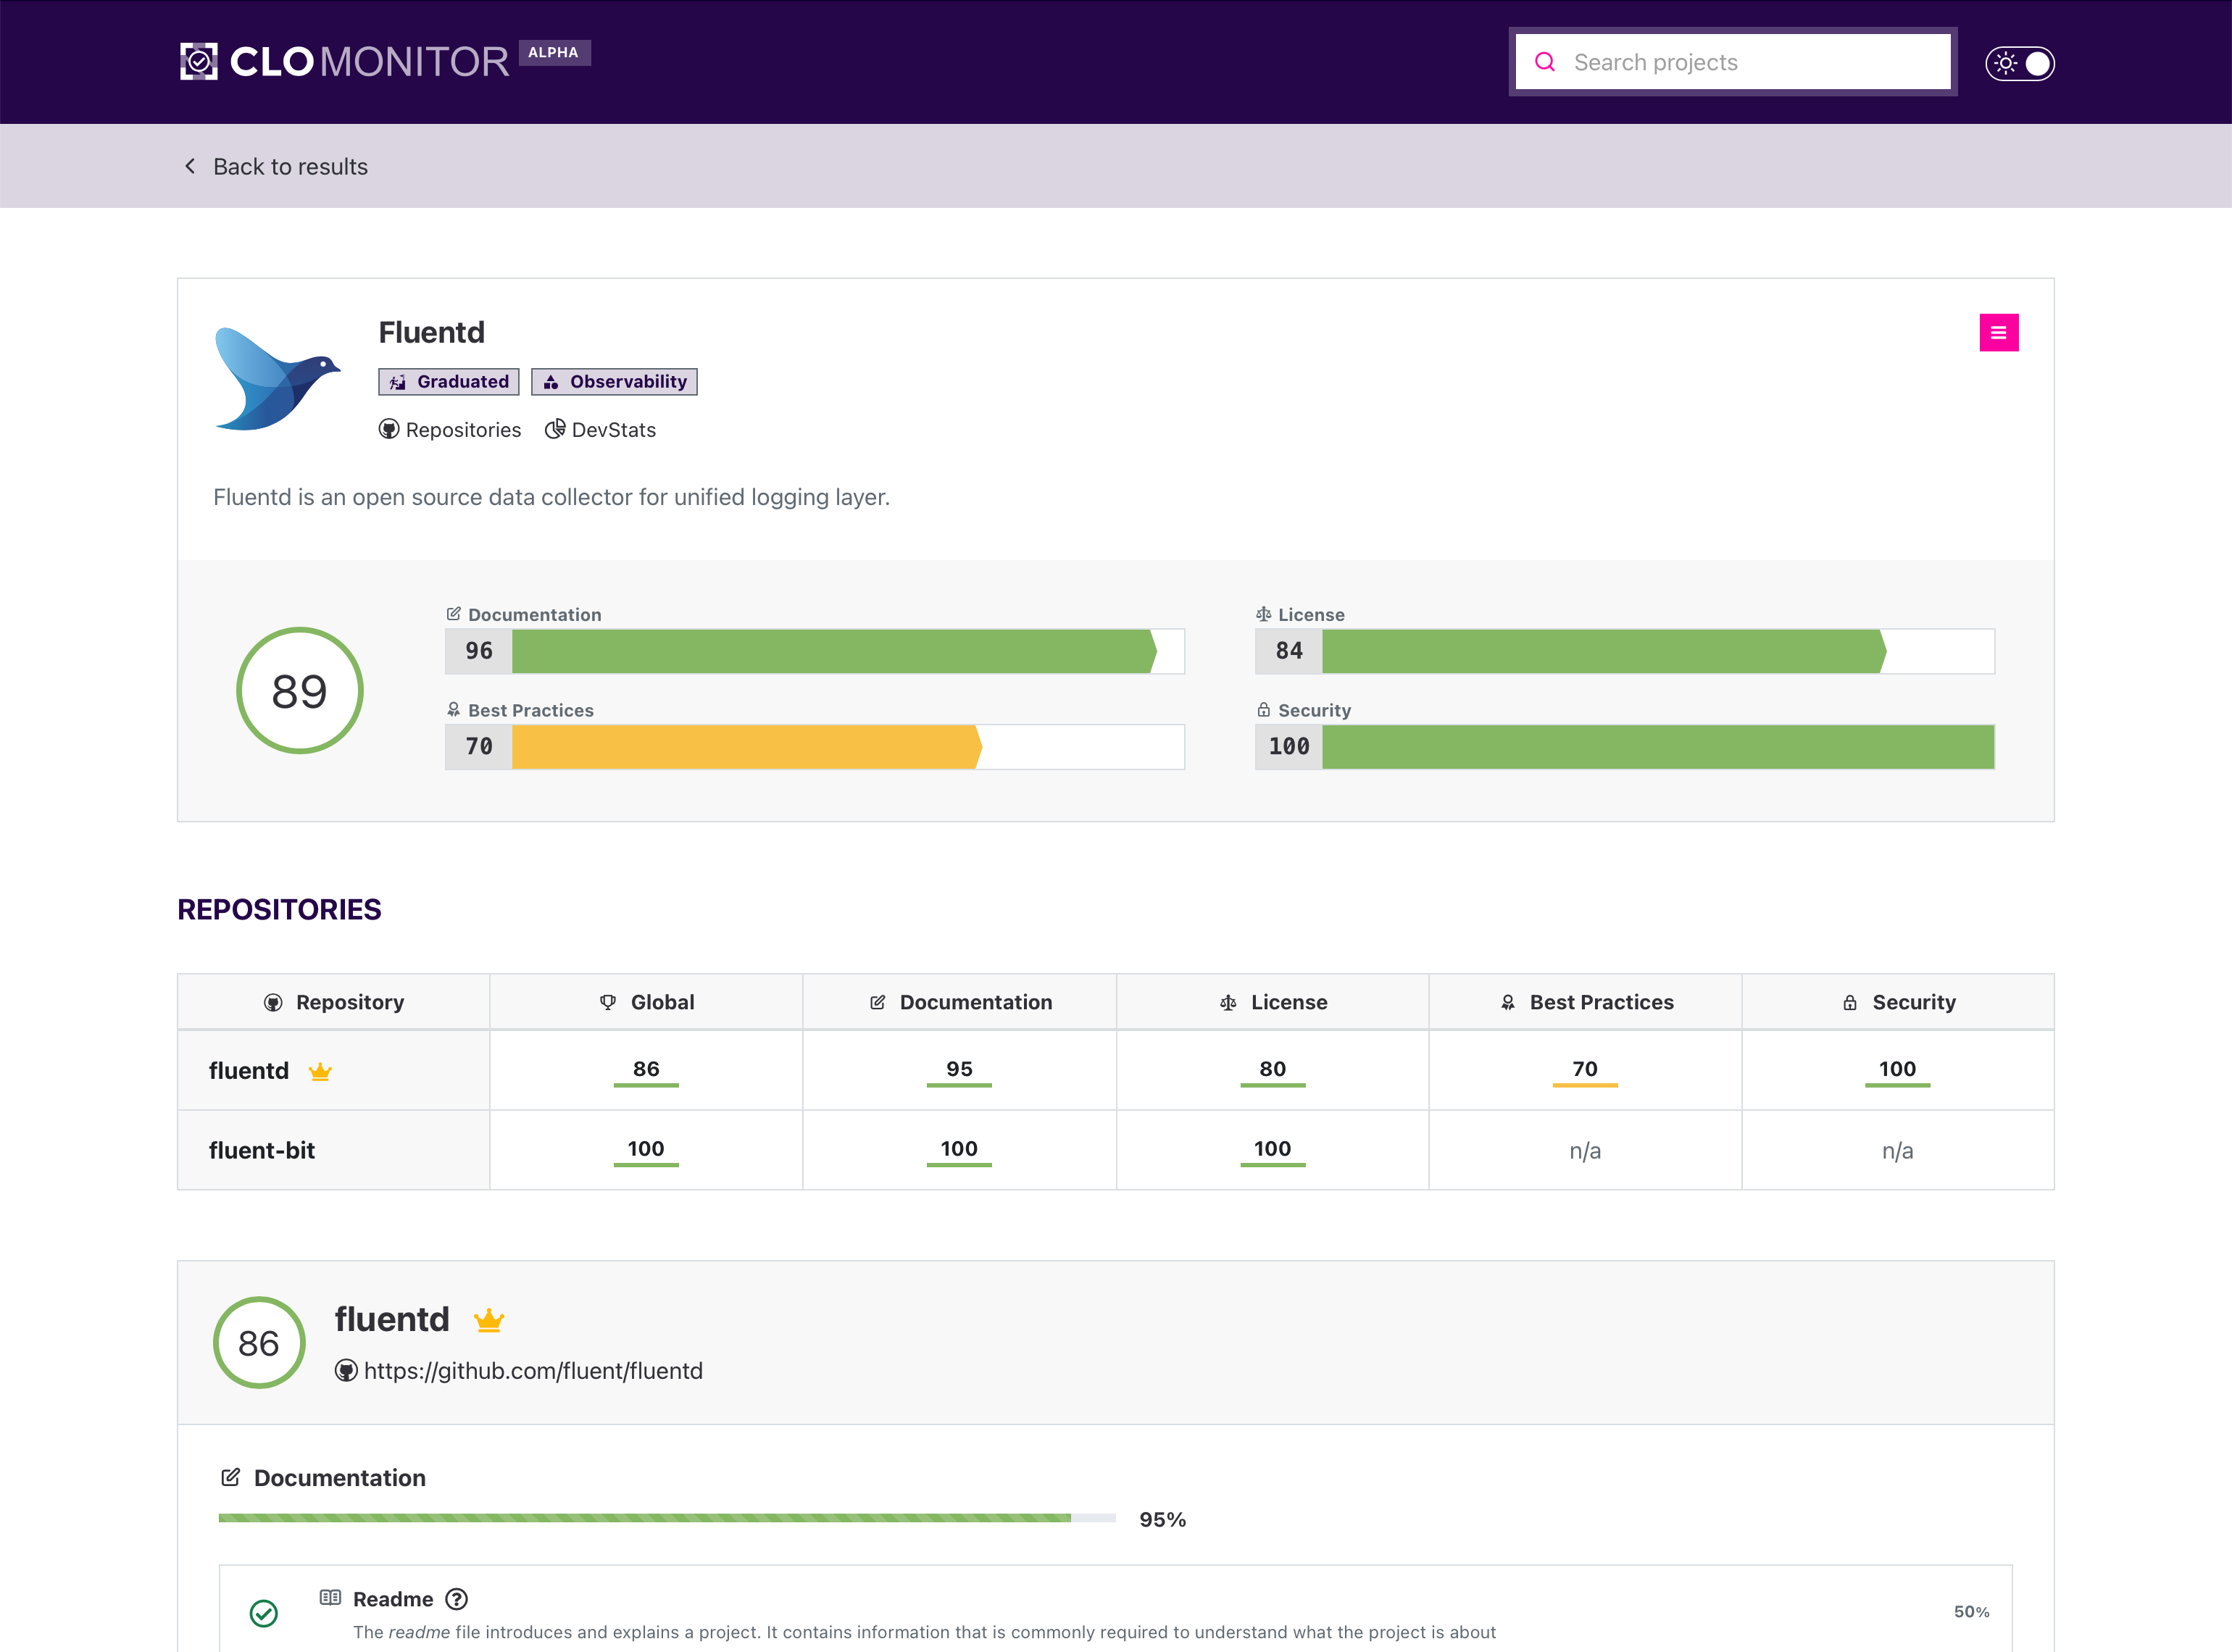 CLOMONITOR ALPHA
Search projects
Back to results
Fluentd
Graduated Observability
Repositories DevStats
Fluentd is an open source data collector for unified logging layer.
89
Documentation
96
License
84
Best Practices
70
Security
100
REPOSITORIES
Repository Global Documentation License Best Practices Security
fluentd 86 95 80 70 100
fluent-bit 100 100 100 n/a n/a
86
fluentd
https://github.com/fluent/fluentd
Documentation
95%
Readme
50%
The readme file introduces and explains a project. It contains information that is commonly required to understand what the project is about